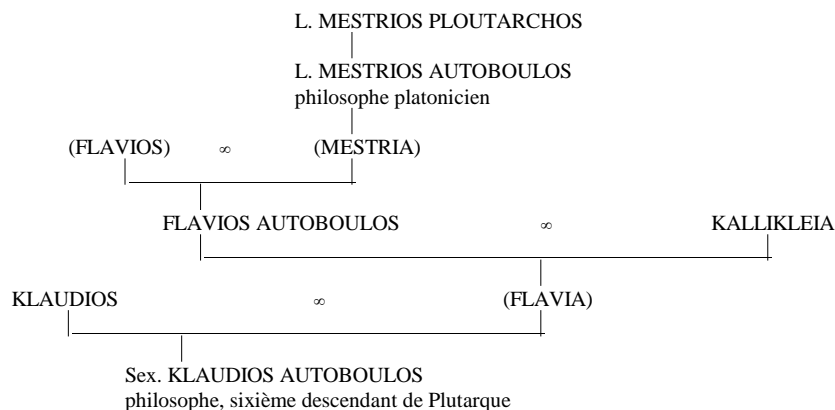 L. MESTRIOS PLOUTARCHOS
L. MESTRIOS AUTOBOULOS
philosophe platonicien
(FLAVIOS) ∞ (MESTRIA)
FLAVIOS AUTOBOULOS ∞ KALLIKLEIA
KLAUDIOS ∞ (FLAVIA)
Sex. KLAUDIOS AUTOBOULOS
philosophe, sixième descendant de Plutarque